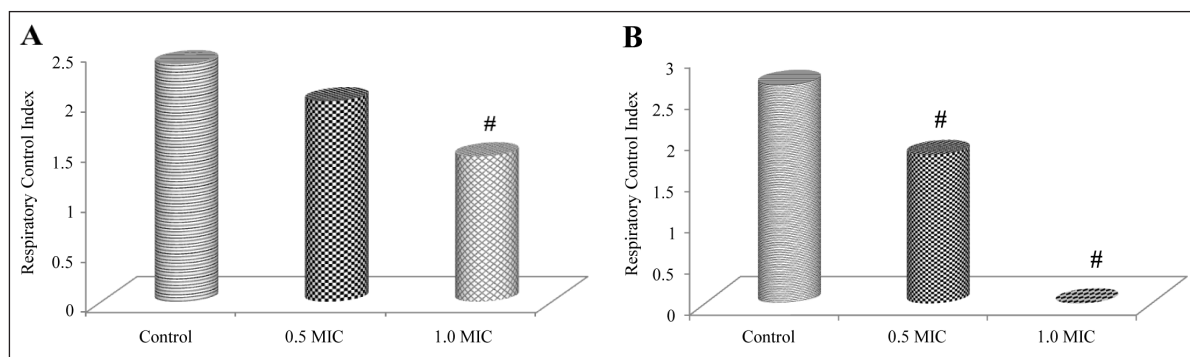 A
Respiratory Control Index
2.5
2
1.5
1
0.5
0
#
Control
0.5 MIC
1.0 MIC
B
Respiratory Control Index
3
2.5
2
1.5
1
0.5
0
#
#
Control
0.5 MIC
1.0 MIC